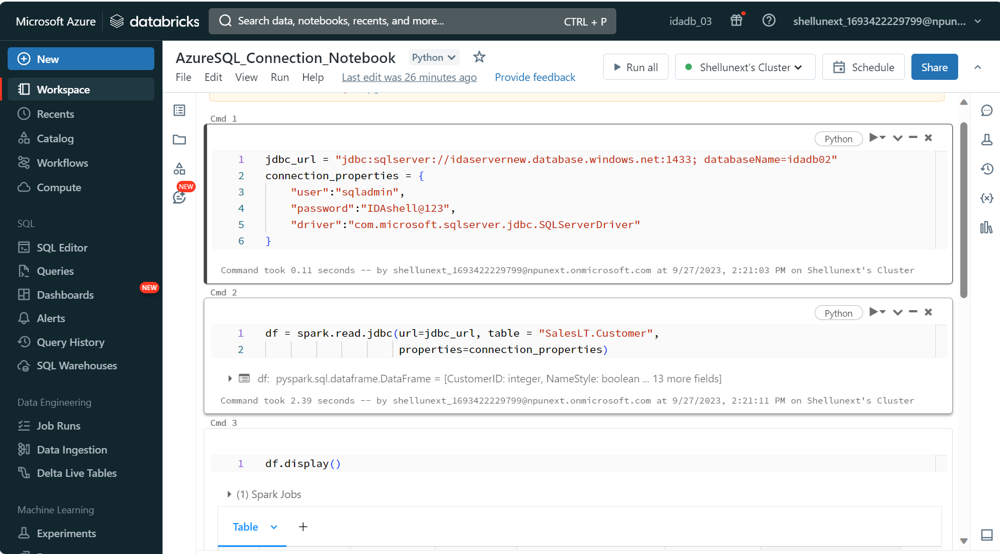 Microsoft Azure
databricks
Search data, notebooks, recents, and more...
CTRL + P
idadb_03
shellunext_1693422229799@npun...
New
Workspace
Recents
Catalog
Workflows
Compute
SQL
SQL Editor
Queries
Dashboards
NEW
Alerts
Query History
SQL Warehouses
Data Engineering
Job Runs
Data Ingestion
Delta Live Tables
Machine Learning
Experiments
AzureSQL_Connection_Notebook
Python
File Edit View Run Help Last edit was 26 minutes ago Provide feedback
Run all
Shellunext's Cluster
Schedule
Share
NEW
Cmd 1
Python
1 jdbc_url = "jdbc:sqlserver://idaservernew.database.windows.net:1433; databaseName=idadb02"
2 connection_properties = {
3 "user":"sqladmin",
4 "password":"IDAshell@123",
5 "driver":"com.microsoft.sqlserver.jdbc.SQLServerDriver"
6 }
Command took 0.11 seconds -- by shellunext_1693422229799@npunext.onmicrosoft.com at 9/27/2023, 2:21:03 PM on Shellunext's Cluster
Cmd 2
Python
1 df = spark.read.jdbc(url=jdbc_url, table = "SalesLT.Customer",
2 properties=connection_properties)
df: pyspark.sql.dataframe.DataFrame = [CustomerID: integer, NameStyle: boolean ... 13 more fields]
Command took 2.39 seconds -- by shellunext_1693422229799@npunext.onmicrosoft.com at 9/27/2023, 2:21:11 PM on Shellunext's Cluster
Cmd 3
1 df.display()
(1) Spark Jobs
Table +